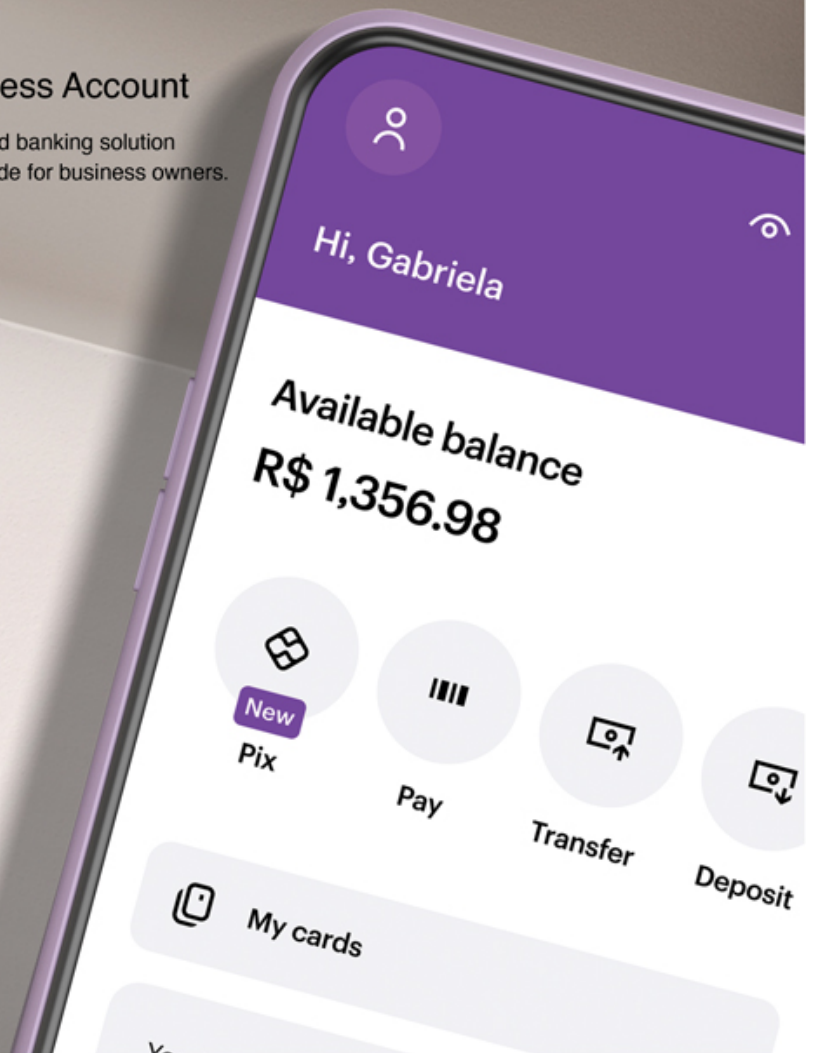 ess Account
d banking solution
de for business owners.
Hi, Gabriela
Available balance
R$ 1,356.98
New
Pix
Pay
Transfer
Deposit
My cards